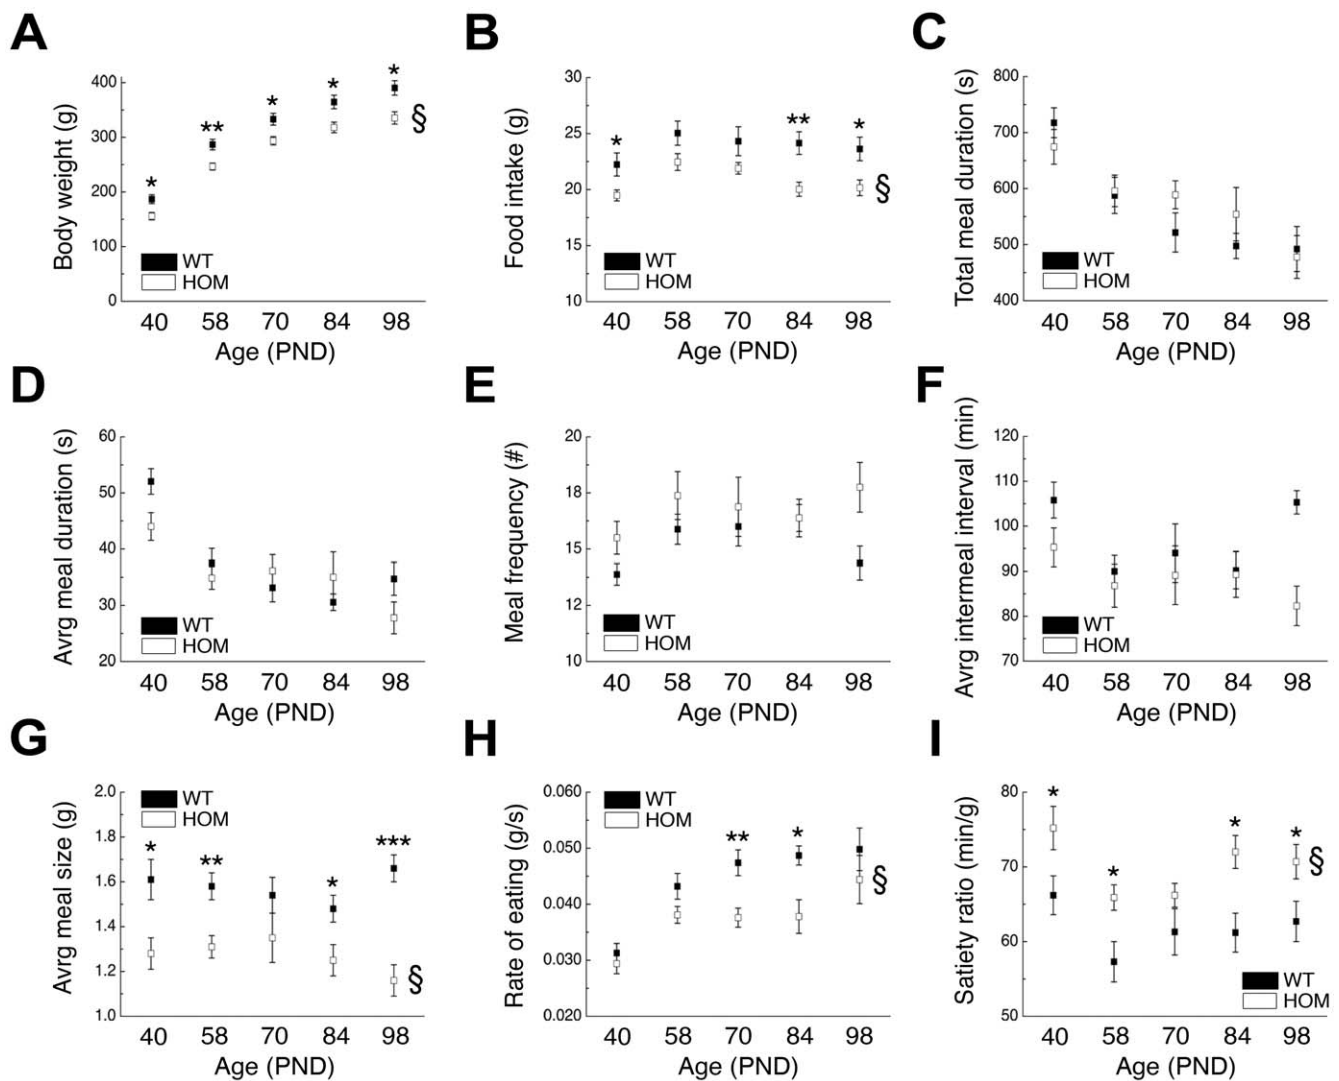 A
Body weight (g)
400
300
200
100
0
*
**
*
*
*
§
WT
HOM
40 58 70 84 98
Age (PND)
B
Food intake (g)
30
25
20
15
10
*
**
*
§
WT
HOM
40 58 70 84 98
Age (PND)
C
Total meal duration (s)
800
700
600
500
400
WT
HOM
40 58 70 84 98
Age (PND)
D
Avrg meal duration (s)
60
50
40
30
20
WT
HOM
40 58 70 84 98
Age (PND)
E
Meal frequency (#)
20
18
15
12
10
WT
HOM
40 58 70 84 98
Age (PND)
F
Avrg intermeal interval (min)
120
110
100
90
80
70
WT
HOM
40 58 70 84 98
Age (PND)
G
Avrg meal size (g)
2.0
1.8
1.6
1.4
1.2
1.0
WT
HOM
*
**
*
***
§
40 58 70 84 98
Age (PND)
H
Rate of eating (g/s)
0.060
0.050
0.040
0.030
0.020
WT
HOM
**
*
§
40 58 70 84 98
Age (PND)
I
Satiety ratio (min/g)
80
70
60
50
*
*
*
*
§
WT
HOM
40 58 70 84 98
Age (PND)